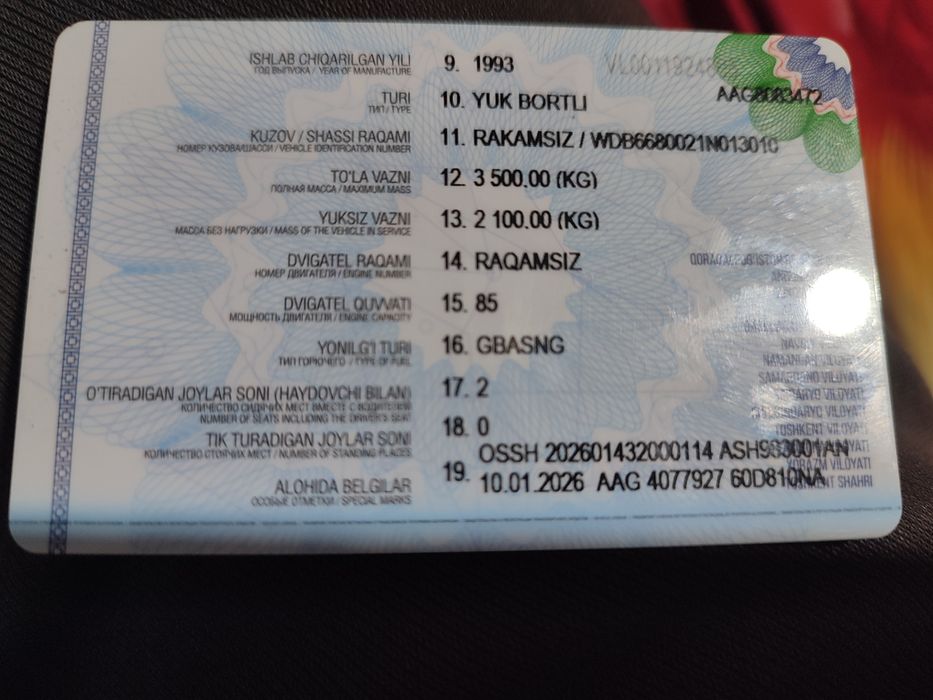 ISHLAB CHIQARILGAN YILI 9. 1993
ГОД ВЫПУСКА / YEAR OF MANUFACTURE
AAG8083472
TURI 10. YUK BORTLI
ТИП / TYPE
KUZOV / SHASSI RAQAMI 11. RAKAMSIZ / WDB6680021N013010
НОМЕР КУЗОВА/ШАССИ / VEHICLE IDENTIFICATION NUMBER
TO'LA VAZNI 12. 3 500.00 (KG)
ПОЛНАЯ МАССА / MAXIMUM MASS
YUKSIZ VAZNI 13. 2 100.00 (KG)
МАССА БЕЗ НАГРУЗКИ / MASS OF THE VEHICLE IN SERVICE
DVIGATEL RAQAMI 14. RAQAMSIZ
НОМЕР ДВИГАТЕЛЯ / ENGINE NUMBER
DVIGATEL QUVVATI 15. 85
МОЩНОСТЬ ДВИГАТЕЛЯ / ENGINE CAPACITY
YONILG'I TURI 16. GBASNG
ТИП ГОРЮЧЕГО / TYPE OF FUEL
NAMANGAN VILOYATI
SAMARQAND VILOYATI
O'TIRADIGAN JOYLAR SONI (HAYDOVCHI BILAN) 17. 2
КОЛИЧЕСТВО СИДЯЧИХ МЕСТ ВМЕСТЕ С ВОДИТЕЛЕМ
NUMBER OF SEATS INCLUDING THE DRIVER'S SEAT
TOSHKENT VILOYATI
TIK TURADIGAN JOYLAR SONI 18. 0
КОЛИЧЕСТВО СТОЯЧИХ МЕСТ / NUMBER OF STANDING PLACES
OSSH 202601432000114 ASH933001AN
XORAZM VILOYATI
ALOHIDA BELGILAR 19. 10.01.2026 AAG 4077927 60D810NA
ОСОБЫЕ ОТМЕТКИ / SPECIAL MARKS
TOSHKENT SHAHRI